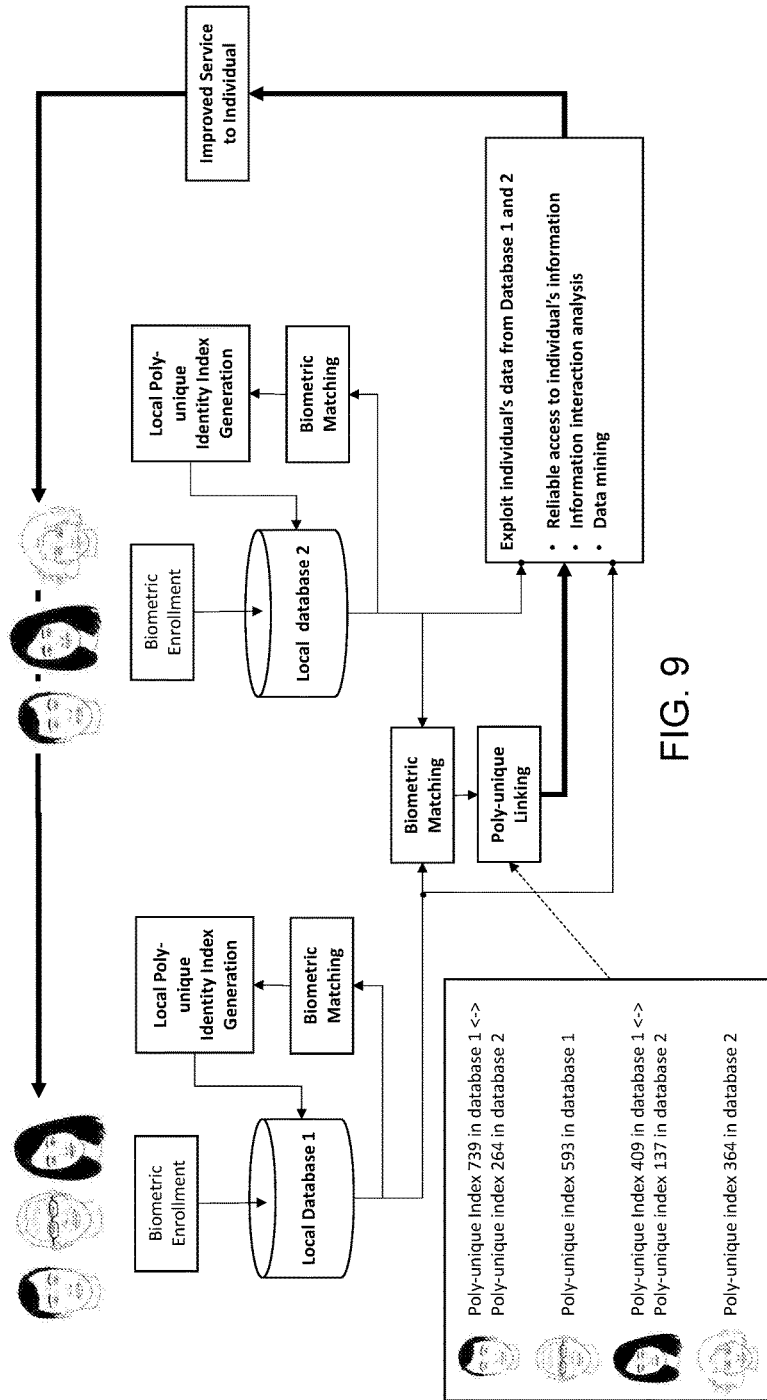 Improved Service
to Individual
Biometric
Enrollment
Local Poly-
unique
Identity Index
Generation
Biometric
Enrollment
Local Poly-
unique
Identity Index
Generation
Local Database 1
Biometric
Matching
Local database 2
Biometric
Matching
Biometric
Matching
Poly-unique
Linking
Exploit individual's data from Database 1 and 2
• Reliable access to individual's information
• Information interaction analysis
• Data mining
Poly-unique Index 739 in database 1 <->
Poly-unique index 264 in database 2
Poly-unique index 593 in database 1
Poly-unique Index 409 in database 1 <->
Poly-unique index 137 in database 2
Poly-unique index 364 in database 2
FIG. 9